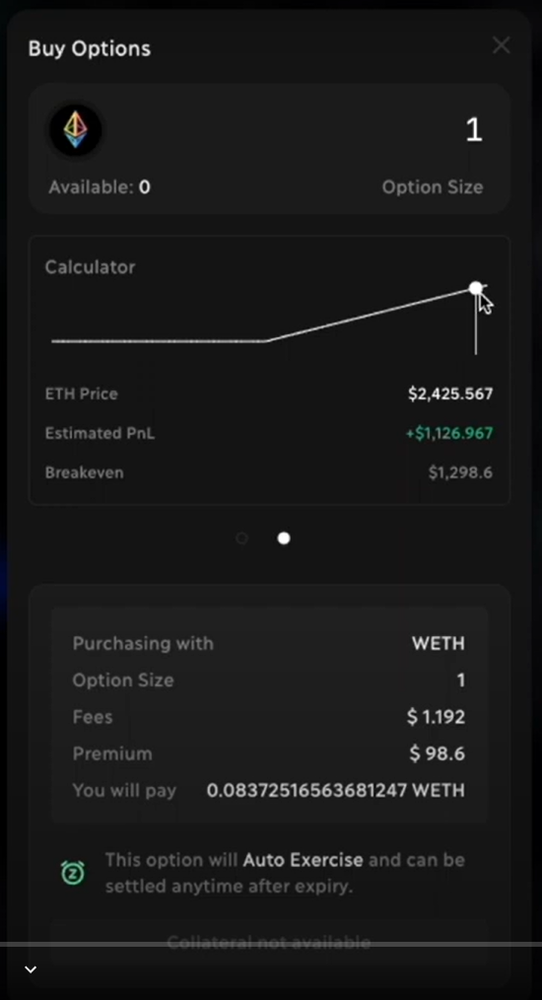 Buy Options
1
Available: 0 Option Size
Calculator
ETH Price $2,425.567
Estimated PnL +$1,126.967
Breakeven $1,298.6
Purchasing with WETH
Option Size 1
Fees $ 1.192
Premium $ 98.6
You will pay 0.08372516563681247 WETH
This option will Auto Exercise and can be
settled anytime after expiry.
Collateral not available